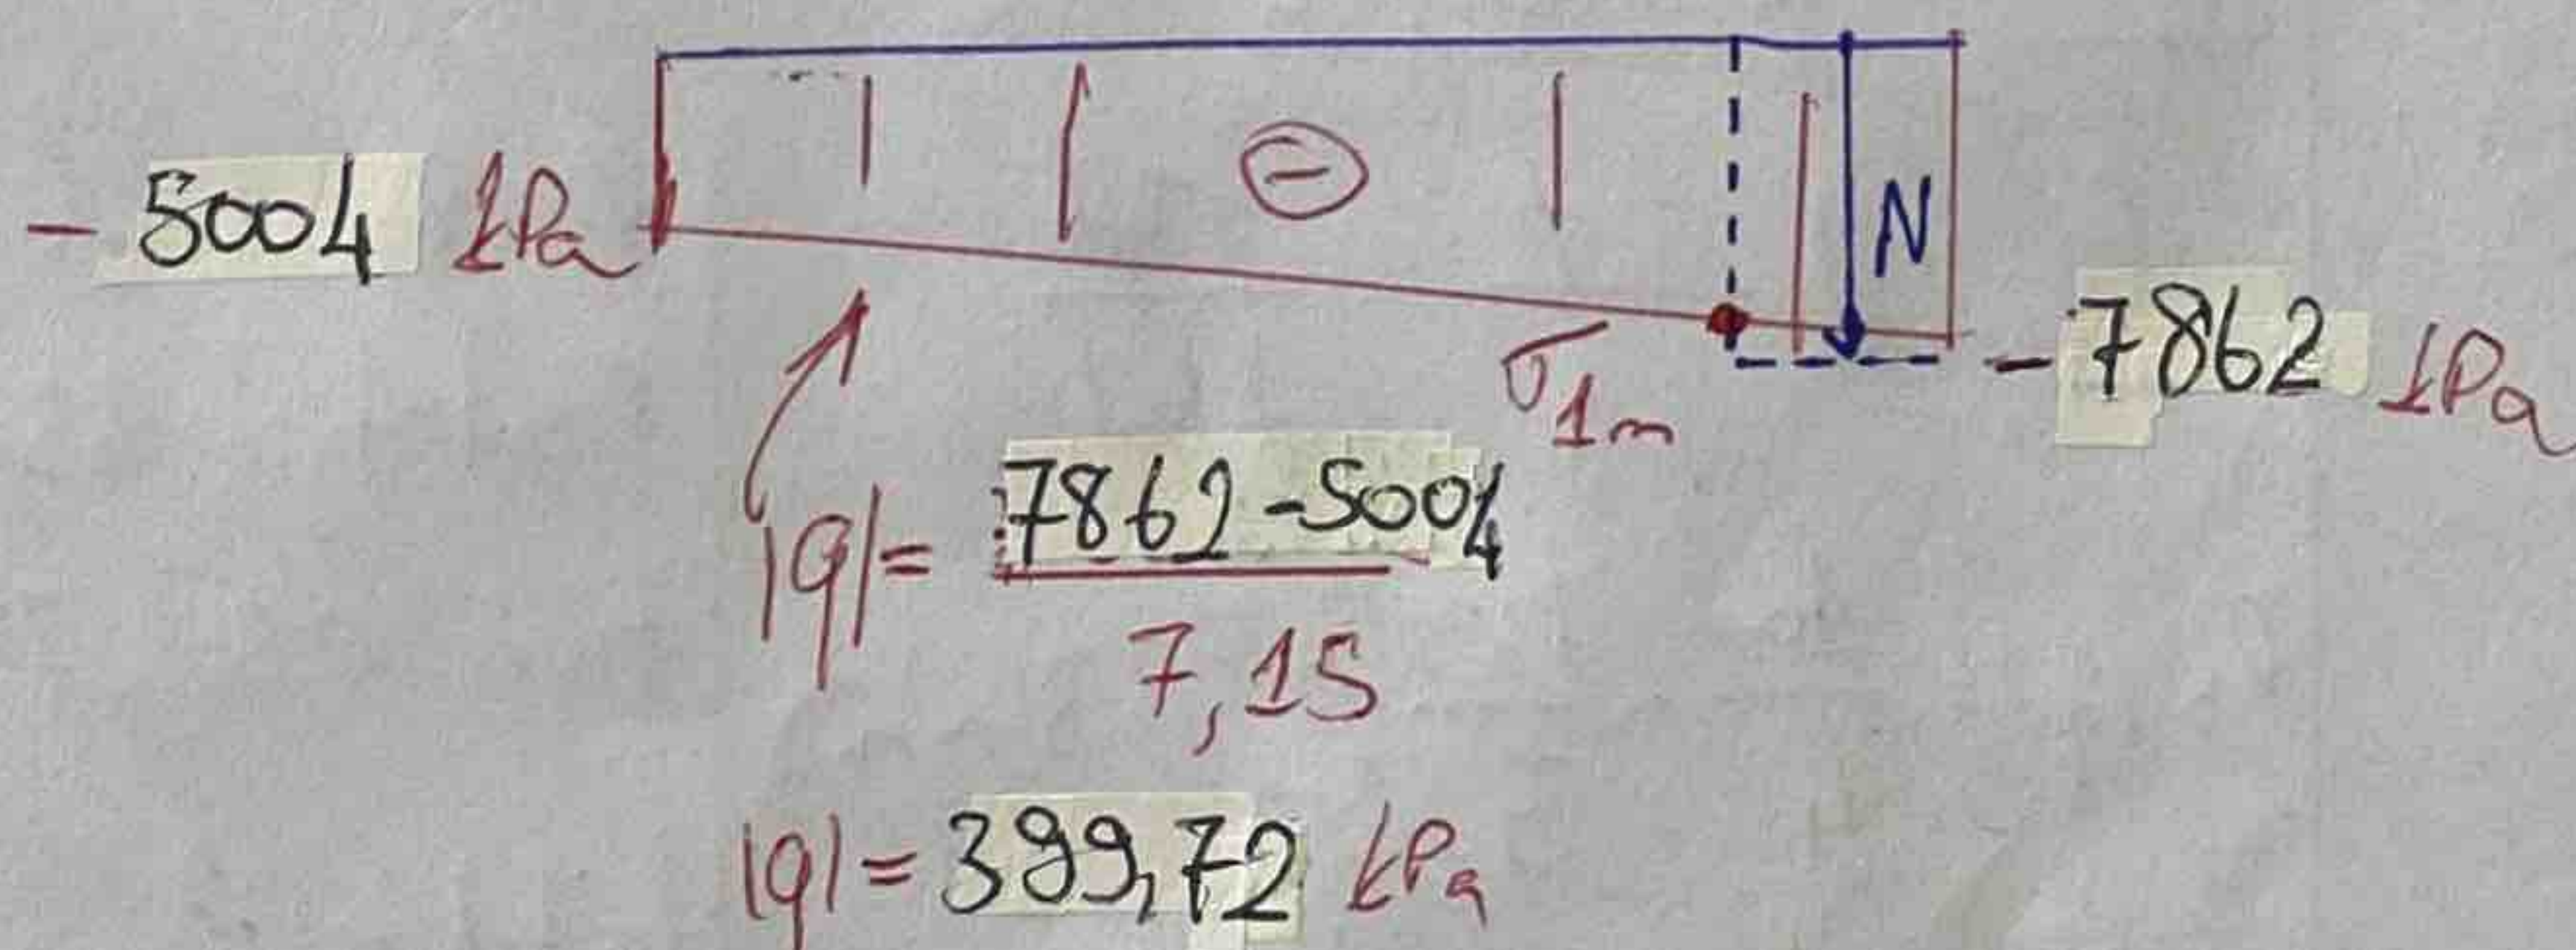 - 5004 kPa
⊖
N
- 7862 kPa
σ1m
|q| = 7862 - 5004
7,15
|q| = 399,72 kPa